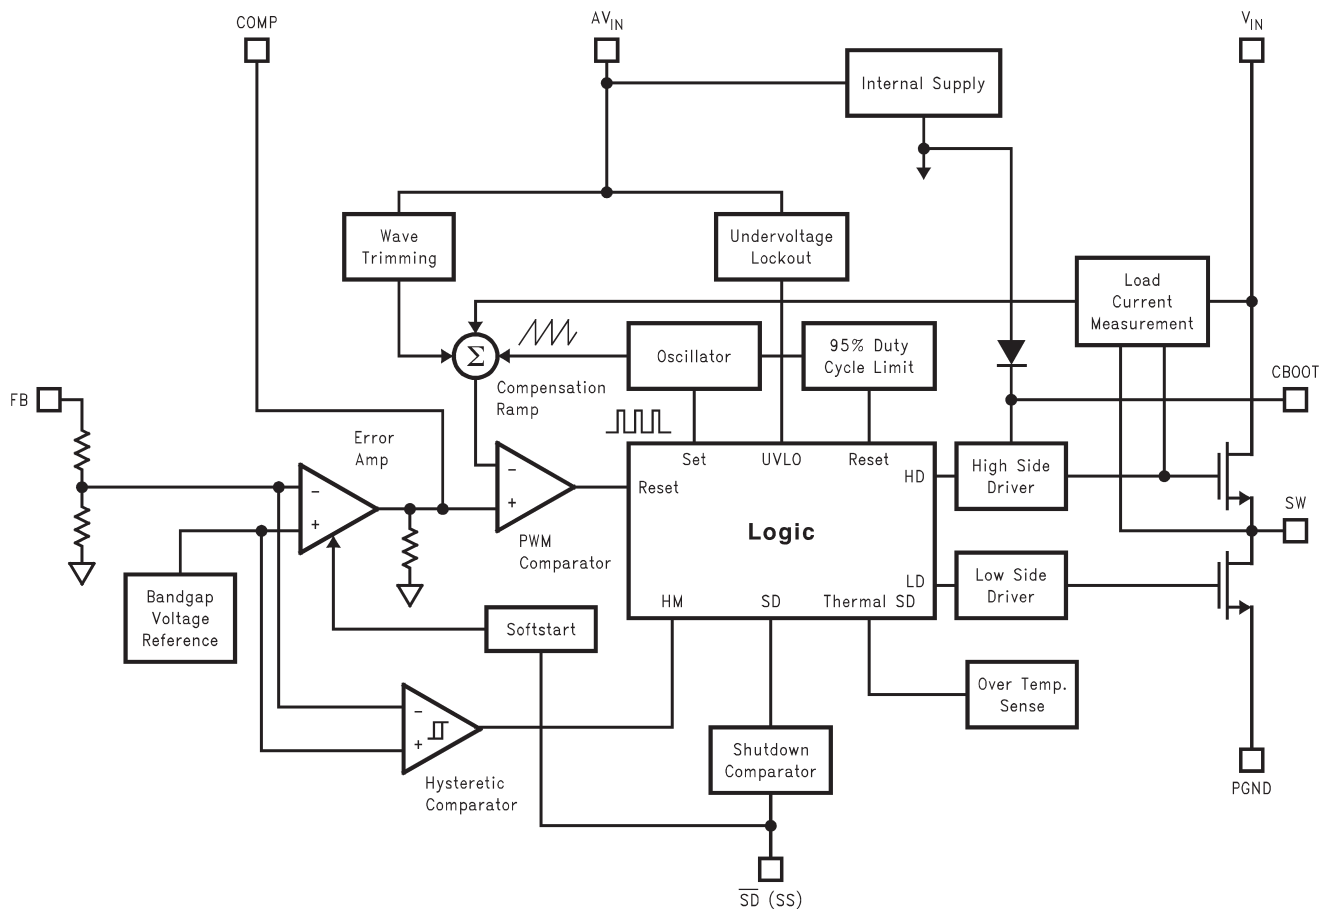 COMP
AVIN
VIN
Internal Supply
Wave
Trimming
Undervoltage
Lockout
Load
Current
Measurement
Σ
Oscillator
95% Duty
Cycle Limit
Compensation
Ramp
CBOOT
FB
Error
Amp
−
+
−
+
PWM
Comparator
Set
UVLO
Reset
Reset
HD
Logic
LD
HM
SD
Thermal SD
High Side
Driver
SW
Low Side
Driver
Bandgap
Voltage
Reference
Softstart
Over Temp.
Sense
−
+
Hysteretic
Comparator
Shutdown
Comparator
PGND
S̅D̅ (SS)